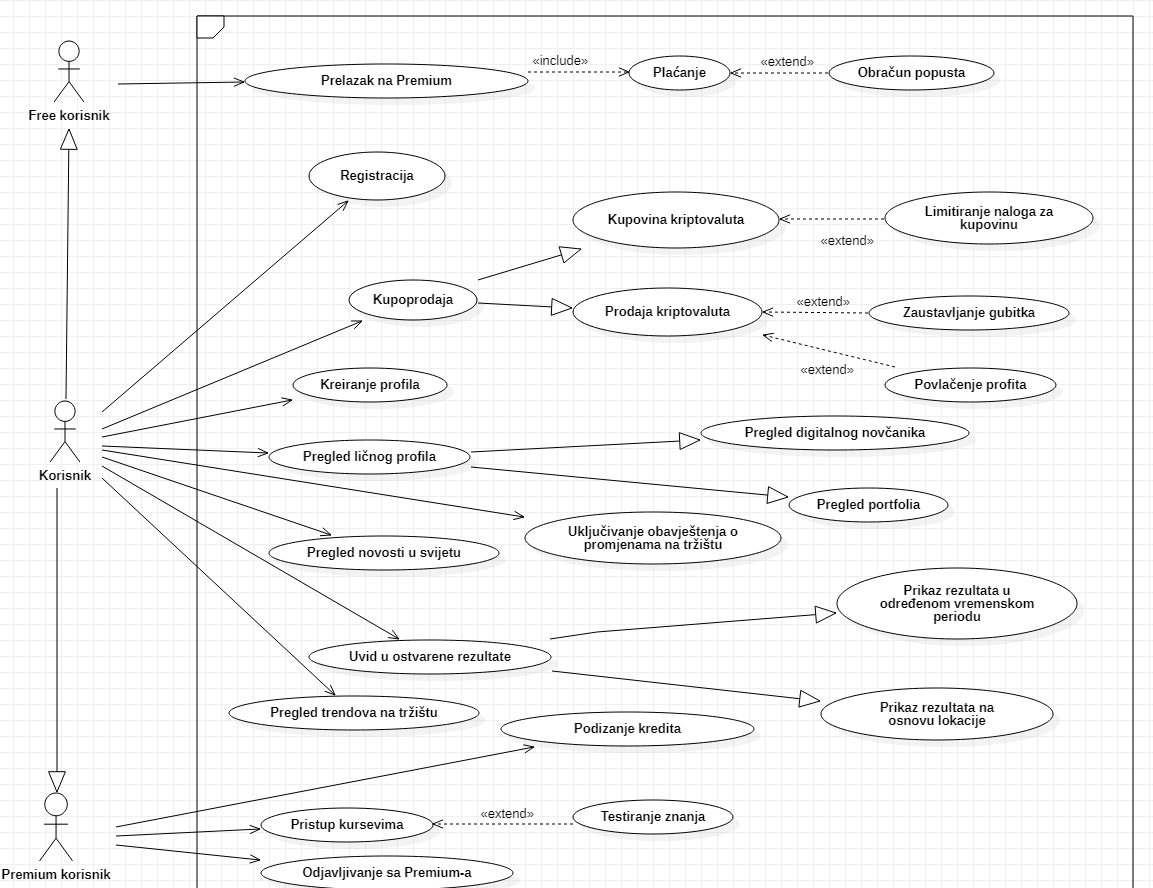 Free korisnik
Prelazak na Premium
«include»
Plaćanje
«extend»
Obračun popusta
Registracija
Kupovina kriptovaluta
Limitiranje naloga za
kupovinu
«extend»
Kupoprodaja
Prodaja kriptovaluta
«extend»
Zaustavljanje gubitka
«extend»
Povlačenje profita
Kreiranje profila
Korisnik
Pregled ličnog profila
Pregled digitalnog novčanika
Pregled portfolia
Uključivanje obavještenja o
promjenama na tržištu
Pregled novosti u svijetu
Prikaz rezultata u
određenom vremenskom
periodu
Uvid u ostvarene rezultate
Prikaz rezultata na
osnovu lokacije
Pregled trendova na tržištu
Podizanje kredita
Pristup kursevima
«extend»
Testiranje znanja
Odjavljivanje sa Premium-a
Premium korisnik